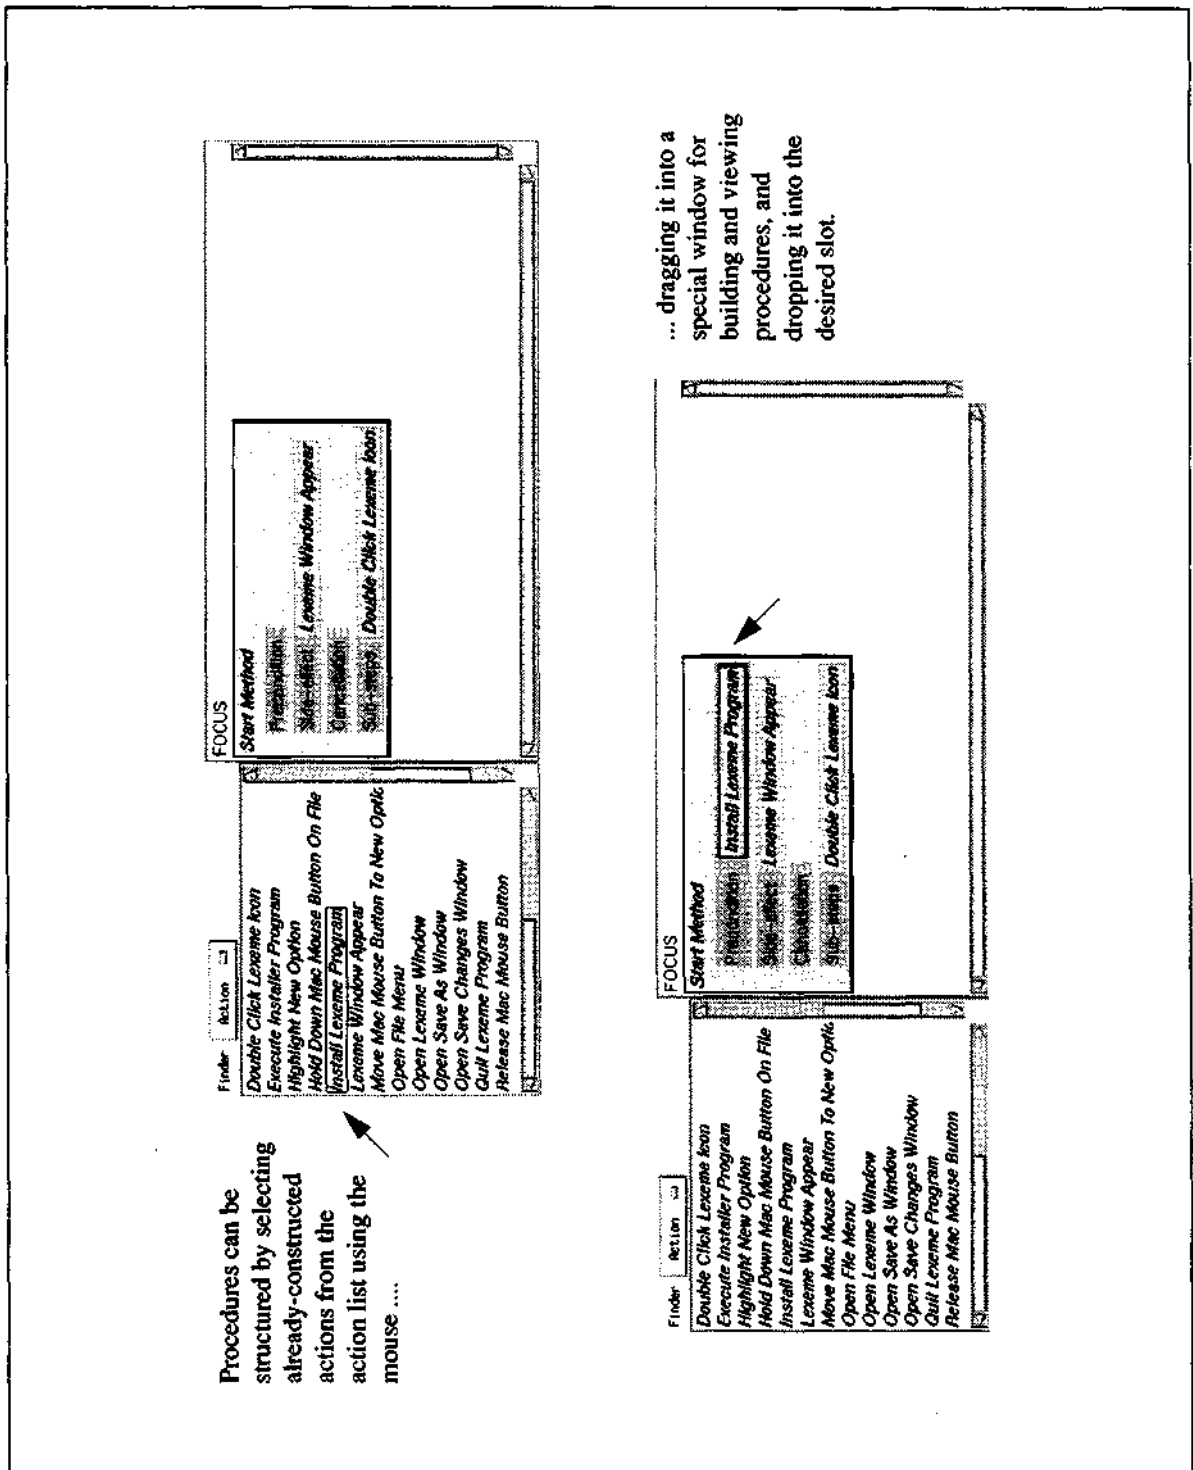 Procedures can be
structured by selecting
already-constructed
actions from the
action list using the
mouse ....
Finder Action
Double Click Lexeme Icon
Execute Installer Program
Highlight New Option
Hold Down Mac Mouse Button On File
Install Lexeme Program
Lexeme Window Appear
Move Mac Mouse Button To New Optic
Open File Menu
Open Lexeme Window
Open Save As Window
Open Save Changes Window
Quit Lexeme Program
Release Mac Mouse Button
FOCUS
Start Method
Precondition
Side-effect Lexeme Window Appear
Cancellation
Sub-steps Double Click Lexeme Icon
Finder Action
Double Click Lexeme Icon
Execute Installer Program
Highlight New Option
Hold Down Mac Mouse Button On File
Install Lexeme Program
Lexeme Window Appear
Move Mac Mouse Button To New Optic
Open File Menu
Open Lexeme Window
Open Save As Window
Open Save Changes Window
Quit Lexeme Program
Release Mac Mouse Button
FOCUS
Start Method
Precondition Install Lexeme Program
Side-effect Lexeme Window Appear
Cancellation
Sub-steps Double Click Lexeme Icon
... dragging it into a
special window for
building and viewing
procedures, and
dropping it into the
desired slot.